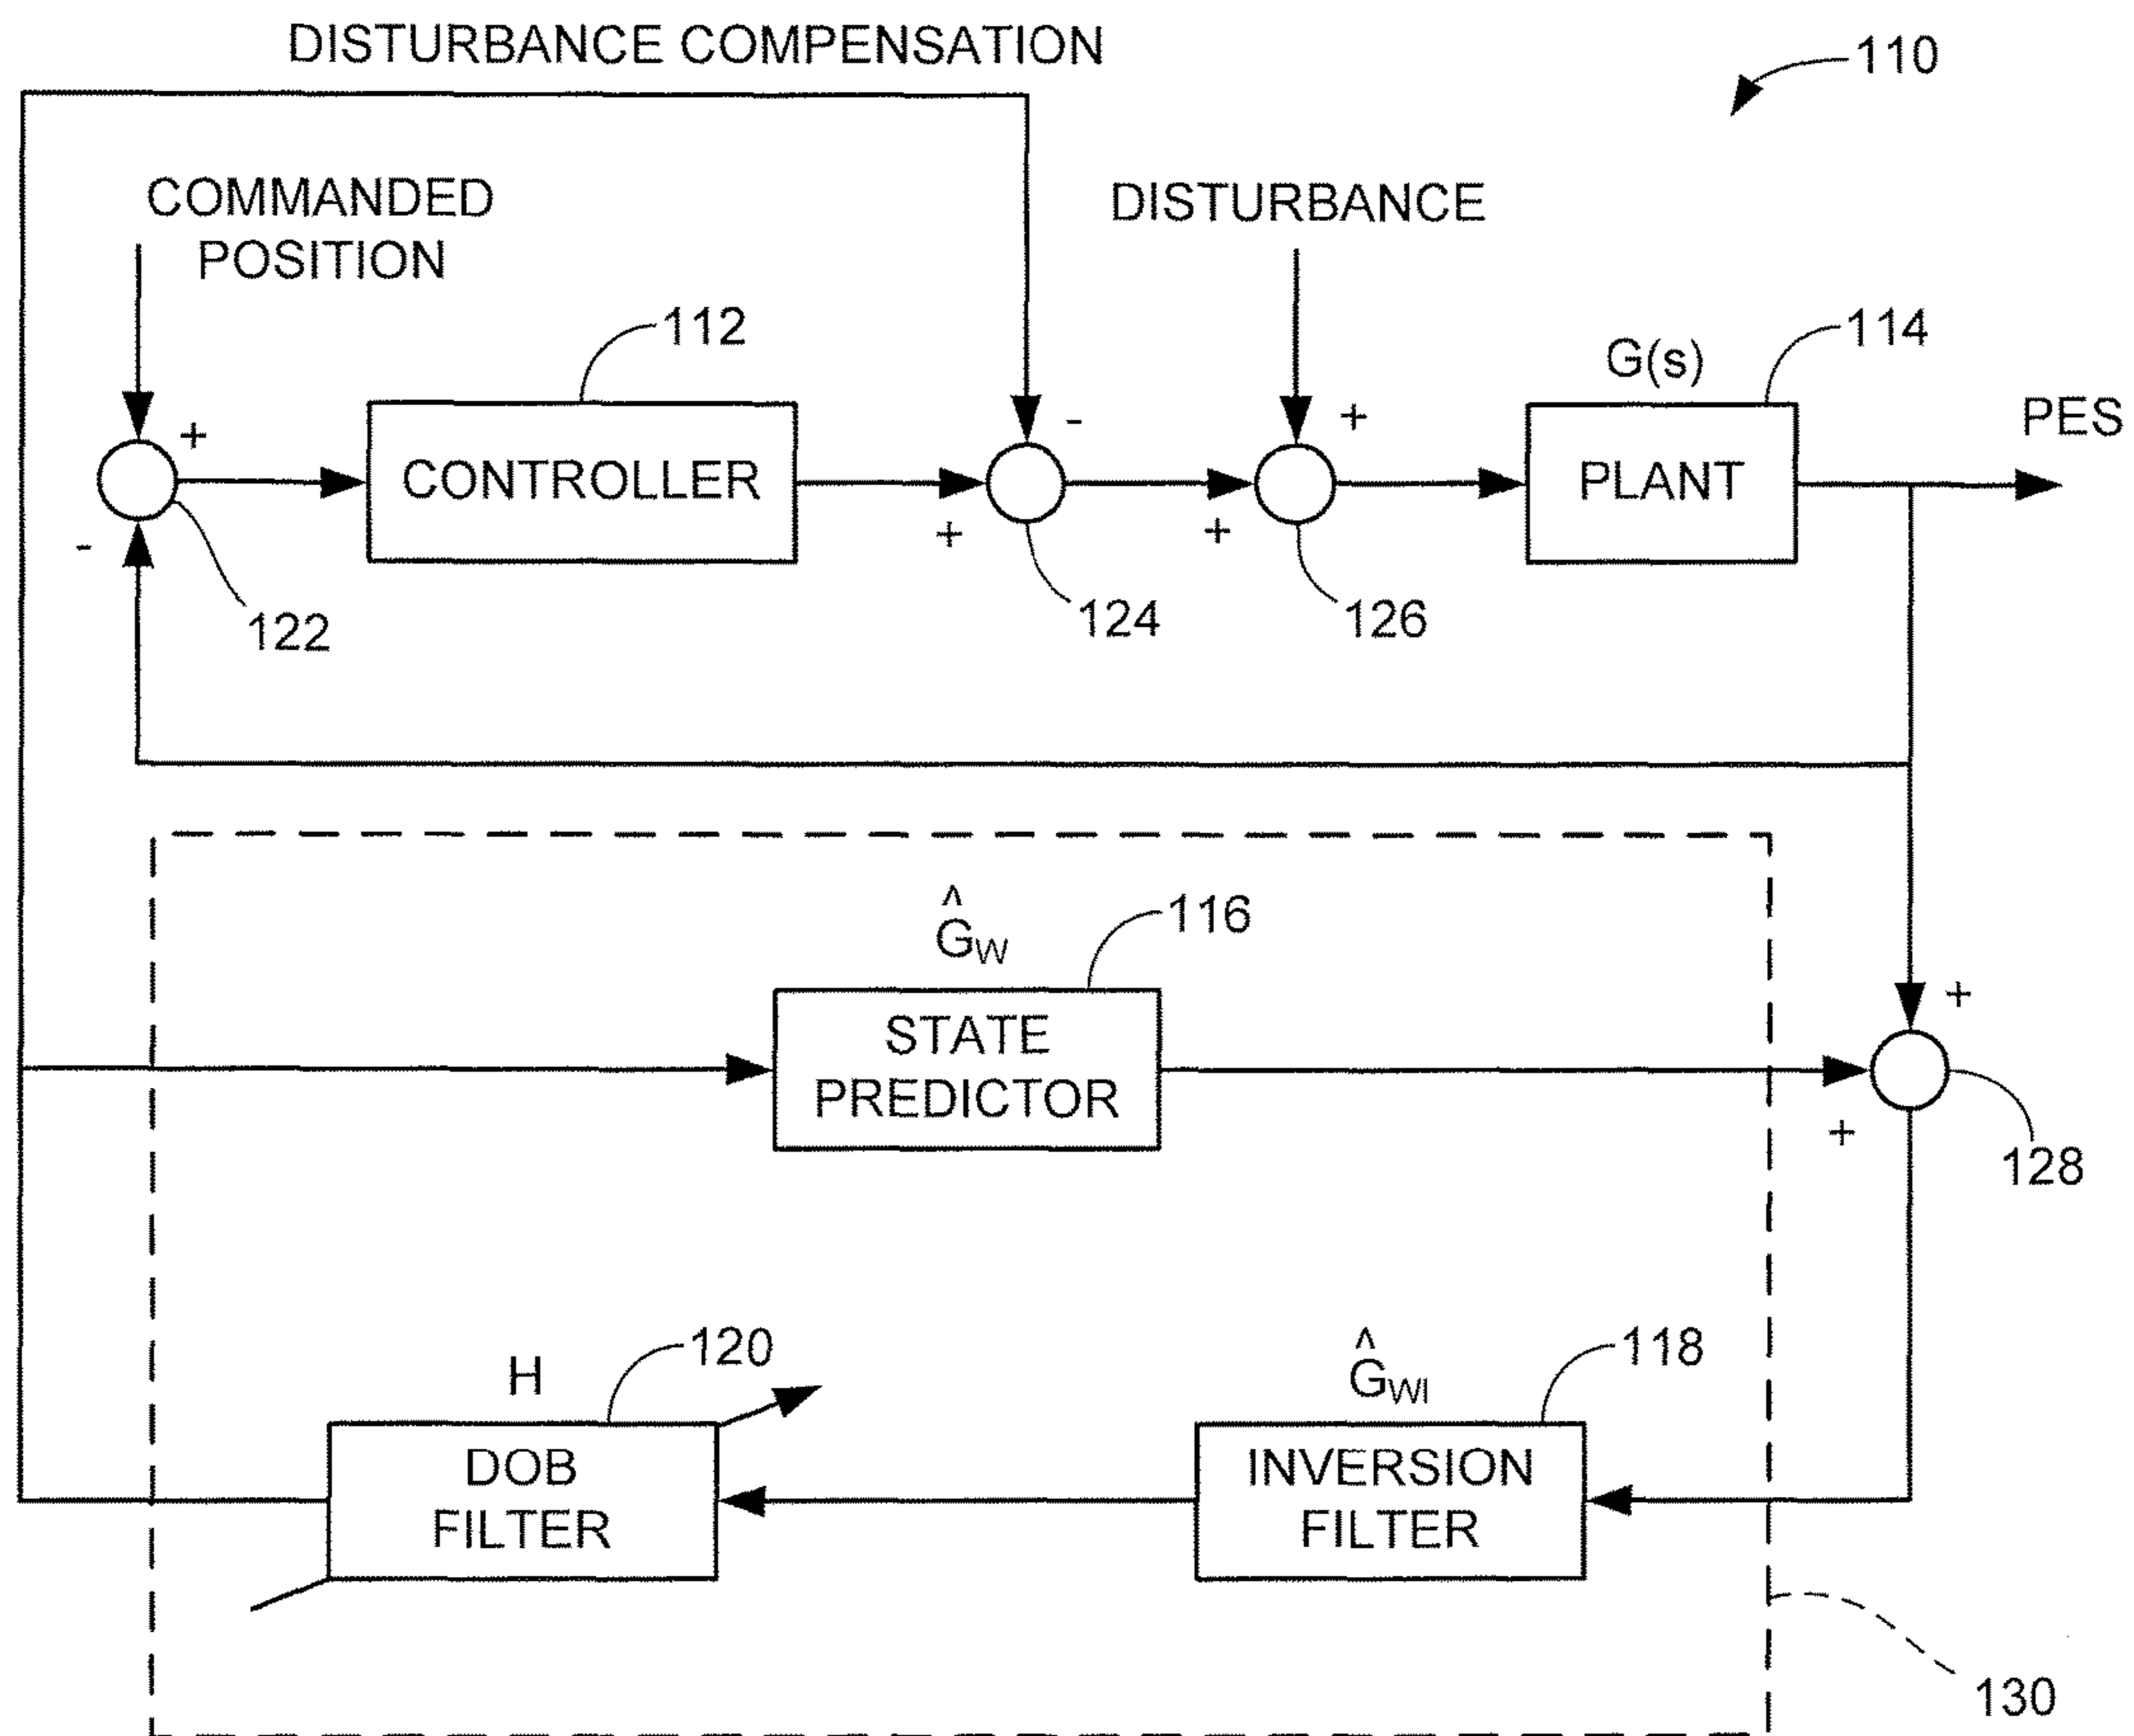 DISTURBANCE COMPENSATION
110
COMMANDED
POSITION
DISTURBANCE
112
114
G(s)
PES
+
-
+
CONTROLLER
PLANT
-
+
+
122
124
126
^
GW
116
STATE
PREDICTOR
+
+
128
H
120
^
GWI
118
DOB
FILTER
INVERSION
FILTER
130